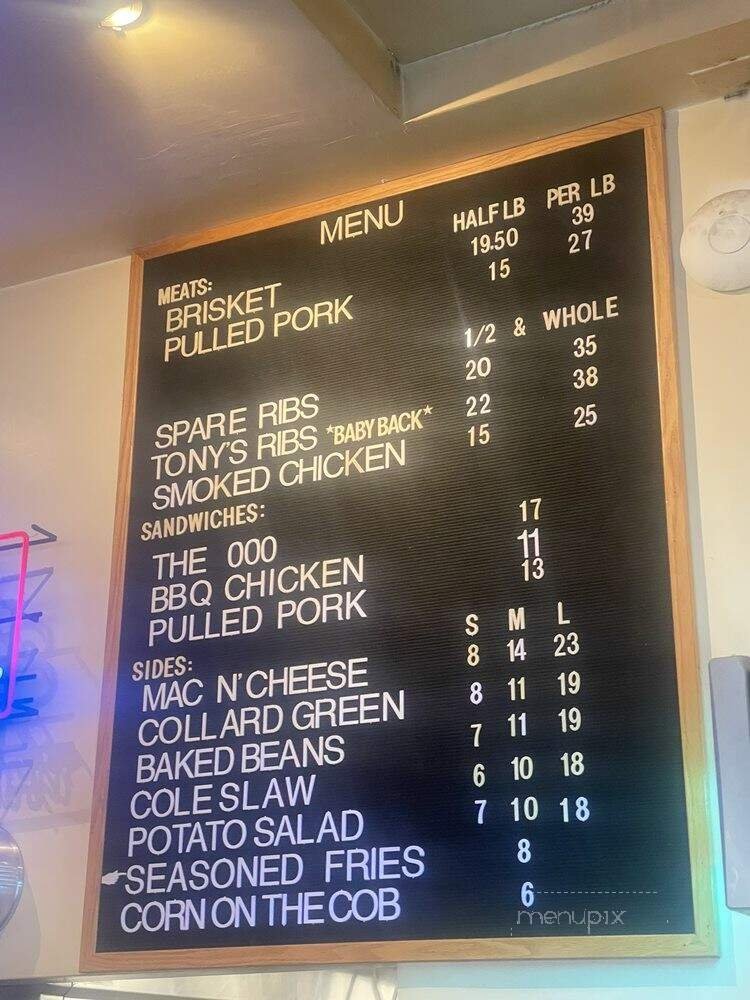 MENU
HALF LB PER LB
MEATS:
BRISKET 19.50 39
PULLED PORK 15 27
1/2 & WHOLE
SPARE RIBS 20 35
TONY'S RIBS *BABY BACK* 22 38
SMOKED CHICKEN 15 25
SANDWICHES:
THE OOO 17
BBQ CHICKEN 11
PULLED PORK 13
SIDES: S M L
MAC N' CHEESE 8 14 23
COLLARD GREEN 8 11 19
BAKED BEANS 7 11 19
COLE SLAW 6 10 18
POTATO SALAD 7 10 18
SEASONED FRIES 8
CORN ON THE COB 6
menupix